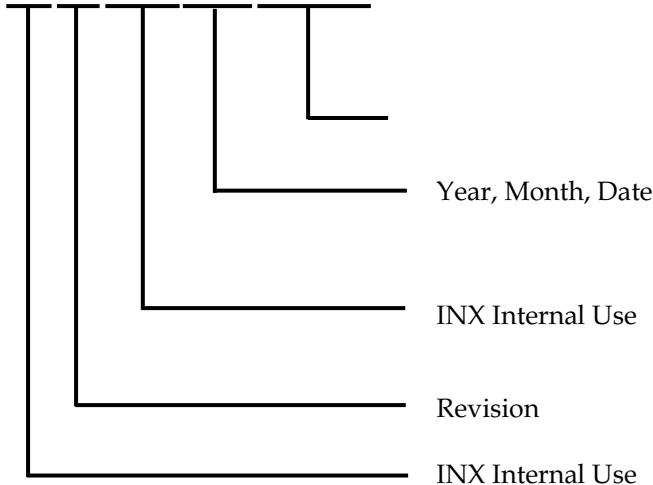 Year, Month, Date
INX Internal Use
Revision
INX Internal Use